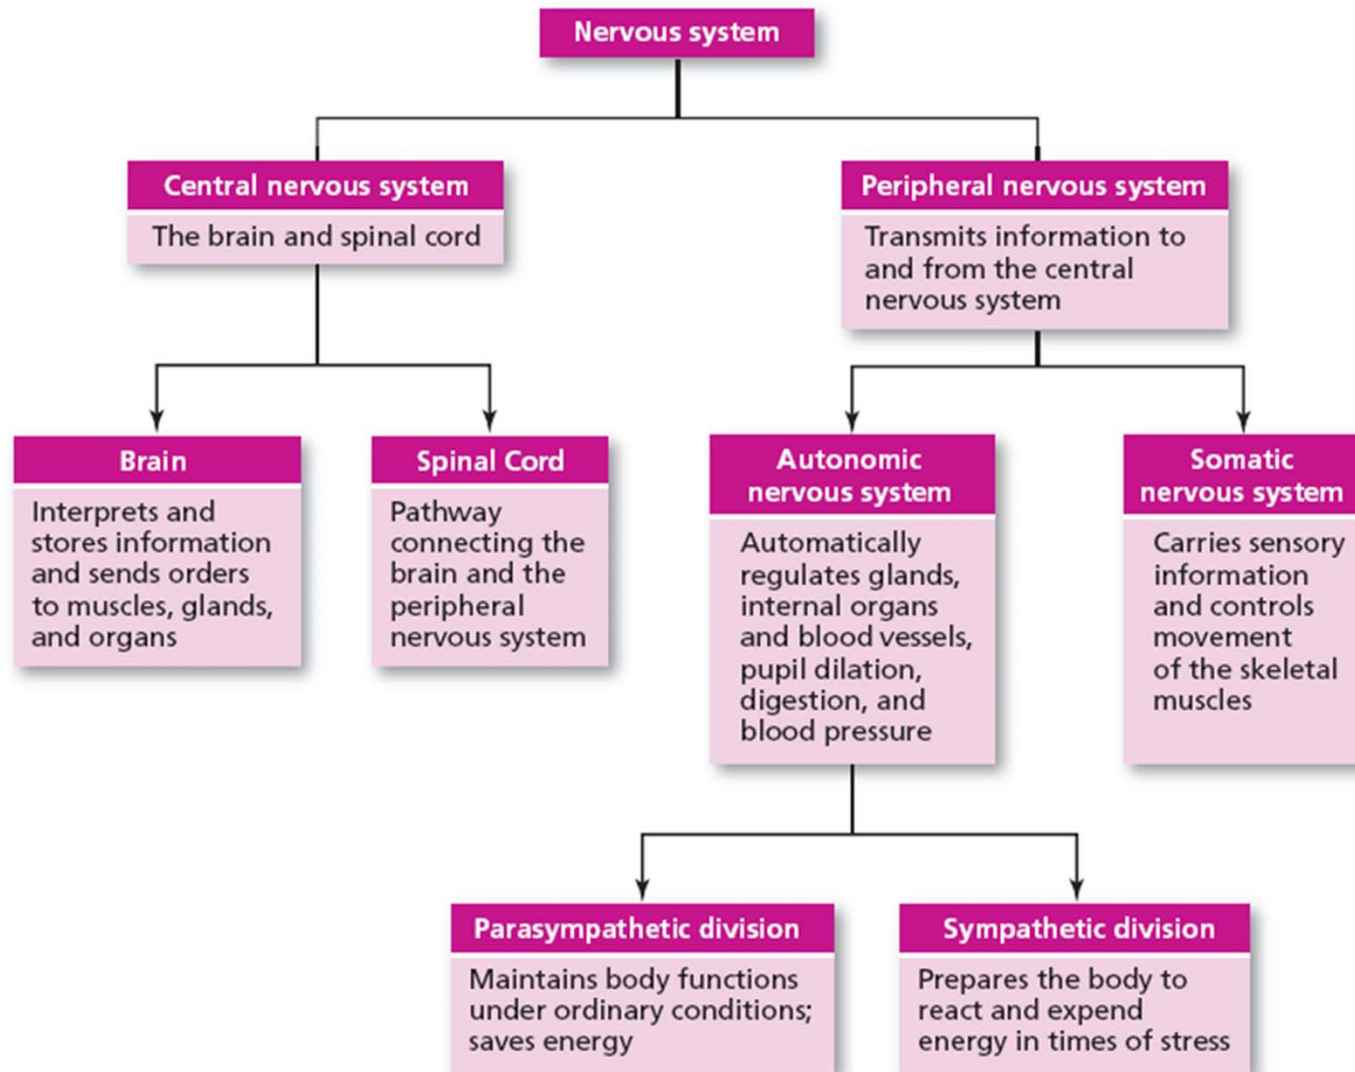 Nervous system
Central nervous system
The brain and spinal cord
Peripheral nervous system
Transmits information to
and from the central
nervous system
Brain
Interprets and
stores information
and sends orders
to muscles, glands,
and organs
Spinal Cord
Pathway
connecting the
brain and the
peripheral
nervous system
Autonomic
nervous system
Automatically
regulates glands,
internal organs
and blood vessels,
pupil dilation,
digestion, and
blood pressure
Somatic
nervous system
Carries sensory
information
and controls
movement
of the skeletal
muscles
Parasympathetic division
Maintains body functions
under ordinary conditions;
saves energy
Sympathetic division
Prepares the body to
react and expend
energy in times of stress